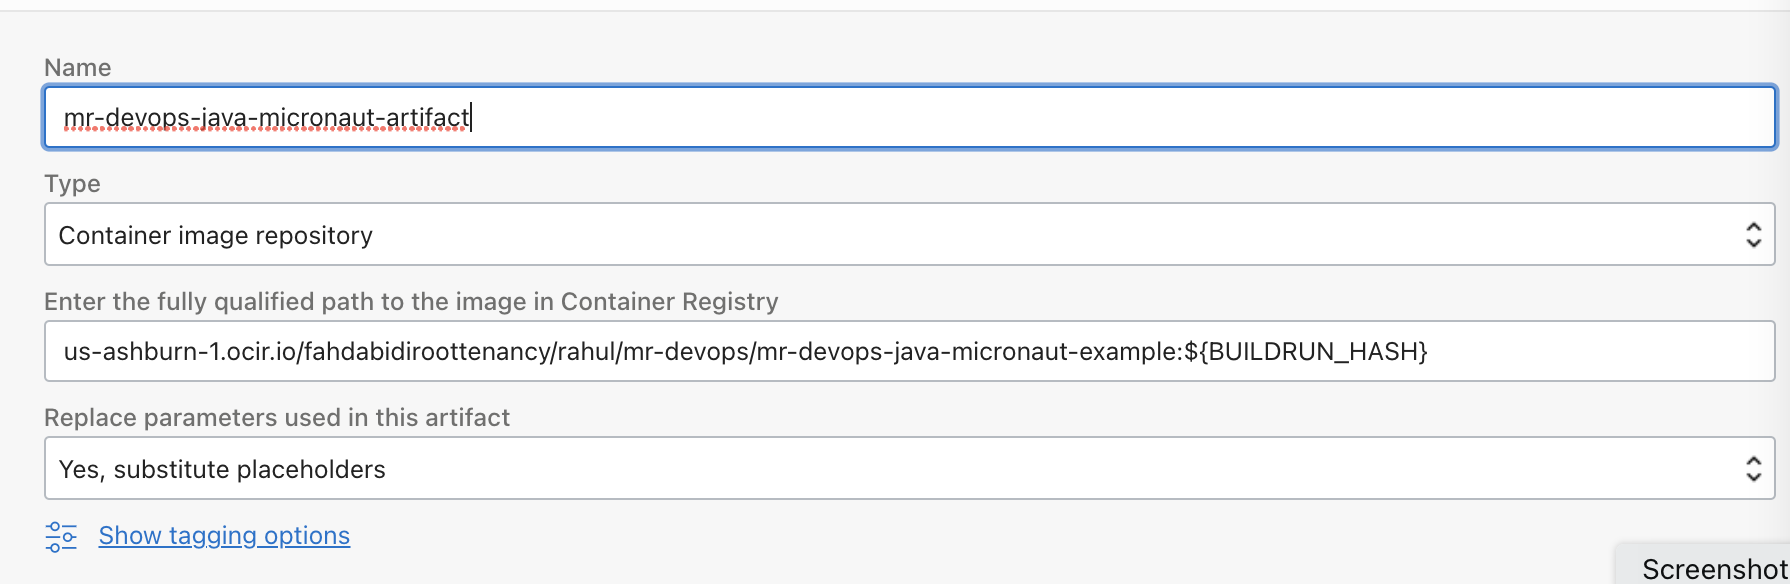 Name
mr-devops-java-micronaut-artifact
Type
Container image repository
Enter the fully qualified path to the image in Container Registry
us-ashburn-1.ocir.io/fahdabidiroottenancy/rahul/mr-devops/mr-devops-java-micronaut-example:${BUILDRUN_HASH}
Replace parameters used in this artifact
Yes, substitute placeholders
Show tagging options
Screenshot